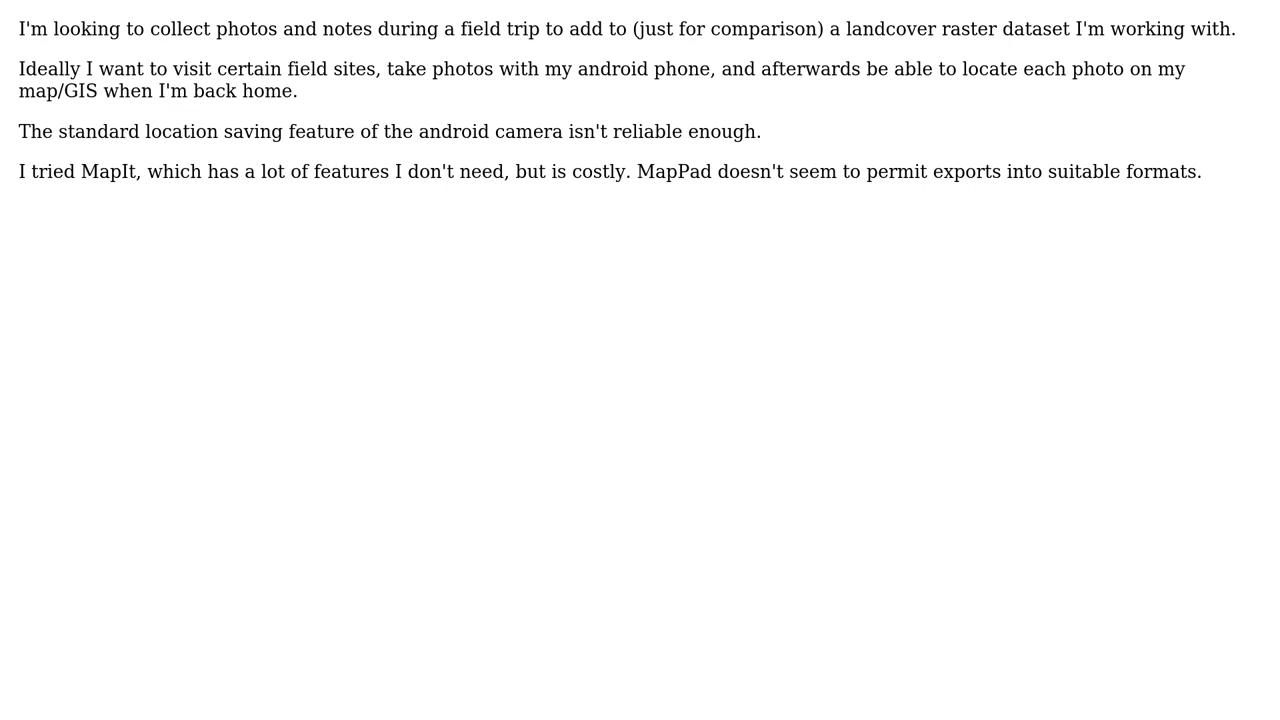 I'm looking to collect photos and notes during a field trip to add to (just for comparison) a landcover raster dataset I'm working with.
Ideally I want to visit certain field sites, take photos with my android phone, and afterwards be able to locate each photo on my
map/GIS when I'm back home.
The standard location saving feature of the android camera isn't reliable enough.
I tried MapIt, which has a lot of features I don't need, but is costly. MapPad doesn't seem to permit exports into suitable formats.